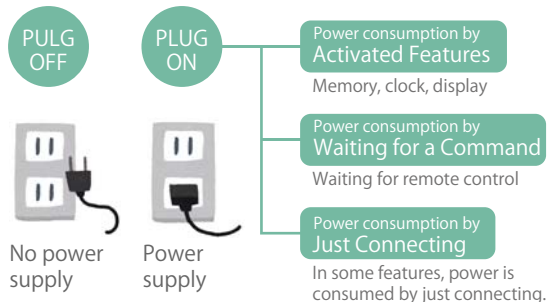 PULG
OFF
PLUG
ON
Power consumption by
Activated Features
Memory, clock, display
Power consumption by
Waiting for a Command
Waiting for remote control
Power consumption by
Just Connecting
In some features, power is
consumed by just connecting.
No power
supply
Power
supply